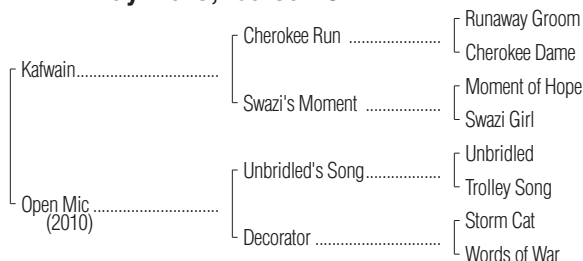 Runaway Groom
Cherokee Run ....................
Cherokee Dame
Kafwain.....................................
Moment of Hope
Swazi's Moment ...................
Swazi Girl
Unbridled
Unbridled's Song...................
Trolley Song
Open Mic ................................
(2010)
Storm Cat
Decorator ..............................
Words of War